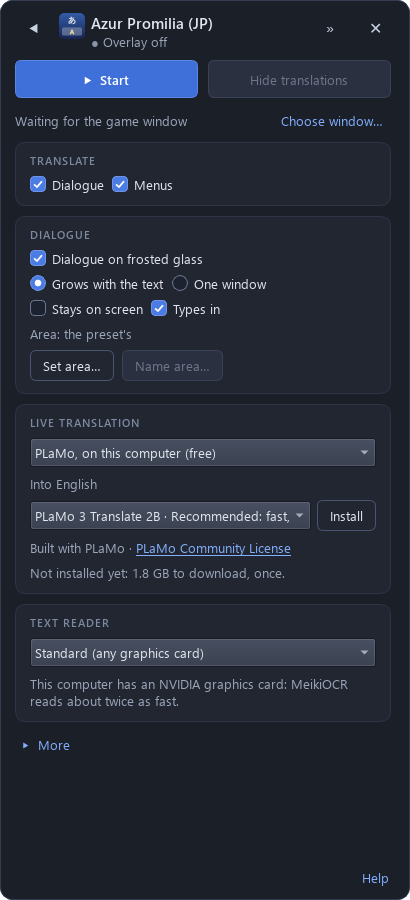 あ
A
Azur Promilia (JP)
Overlay off
»
Start
Hide translations
Waiting for the game window
Choose window...
TRANSLATE
Dialogue
Menus
DIALOGUE
Dialogue on frosted glass
Grows with the text
One window
Stays on screen
Types in
Area: the preset's
Set area...
Name area...
LIVE TRANSLATION
PLaMo, on this computer (free)
Into English
PLaMo 3 Translate 2B · Recommended: fast,
Install
Built with PLaMo · PLaMo Community License
Not installed yet: 1.8 GB to download, once.
TEXT READER
Standard (any graphics card)
This computer has an NVIDIA graphics card: MeikiOCR
reads about twice as fast.
More
Help